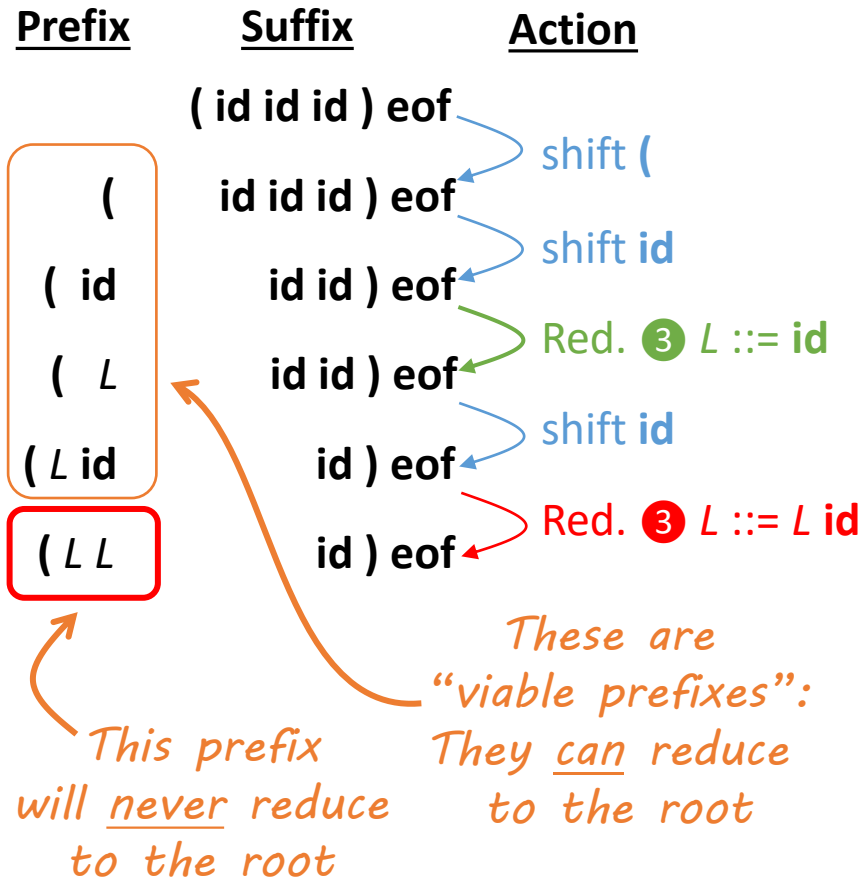 Prefix Suffix Action
( id id id ) eof
shift (
( id id id ) eof
shift id
( id id id ) eof
Red. 3 L ::= id
( L id id ) eof
shift id
( L id id ) eof
Red. 3 L ::= L id
( L L id ) eof
These are
“viable prefixes”:
They can reduce
to the root
This prefix
will never reduce
to the root